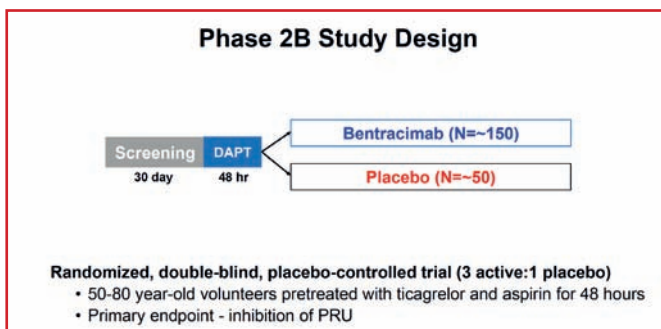 Phase 2B Study Design
Bentracimab (N=~150)
Screening DAPT
30 day 48 hr
Placebo (N=~50)
Randomized, double-blind, placebo-controlled trial (3 active:1 placebo)
• 50-80 year-old volunteers pretreated with ticagrelor and aspirin for 48 hours
• Primary endpoint - inhibition of PRU